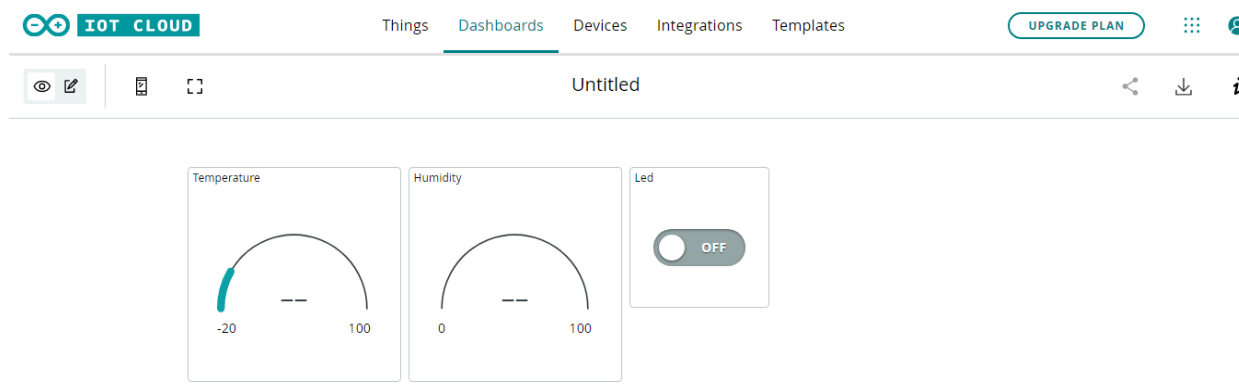 IOT CLOUD
Things Dashboards Devices Integrations Templates
UPGRADE PLAN
Untitled
Temperature
--
-20 100
Humidity
--
0 100
Led
OFF